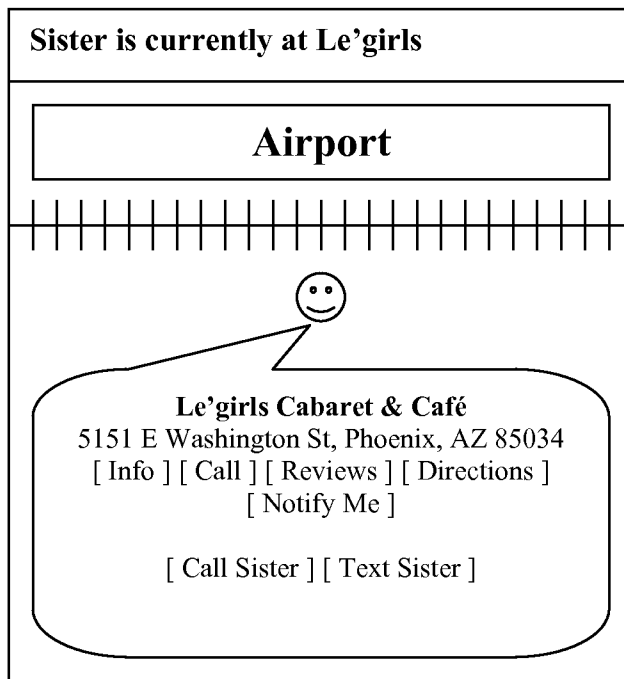 Sister is currently at Le’girls
Airport
Le’girls Cabaret & Café
5151 E Washington St, Phoenix, AZ 85034
[ Info ] [ Call ] [ Reviews ] [ Directions ]
[ Notify Me ]
[ Call Sister ] [ Text Sister ]